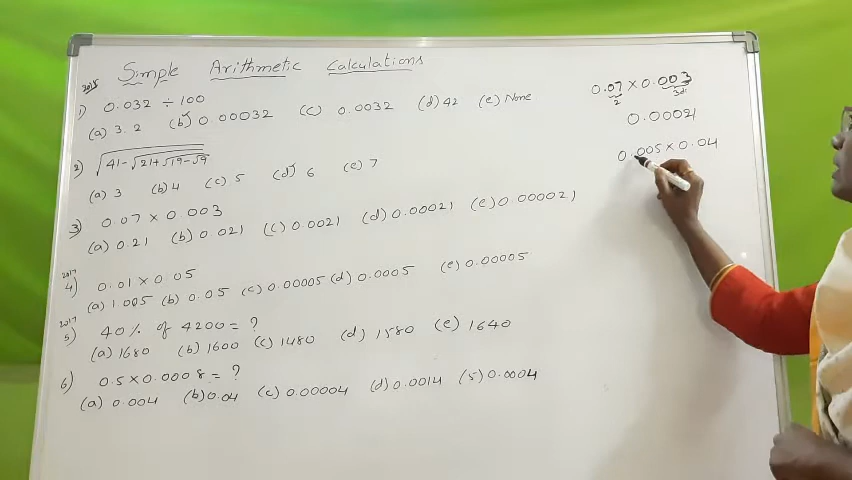 Simple Arithmetic Calculations
2015
1) 0.032 ÷ 100
(a) 3.2 (b) 0.00032 (c) 0.0032 (d) 42 (e) None
2) √41-√21+√19-√9
(a) 3 (b) 4 (c) 5 (d) 6 (e) 7
3) 0.07 × 0.003
(a) 0.21 (b) 0.021 (c) 0.0021 (d) 0.00021 (e) 0.000021
2017
4) 0.01 × 0.05
(a) 1.005 (b) 0.05 (c) 0.00005 (d) 0.0005 (e) 0.00005
2017
5) 40% of 4200 = ?
(a) 1680 (b) 1600 (c) 1480 (d) 1580 (e) 1640
6) 0.5 × 0.0008 = ?
(a) 0.004 (b) 0.04 (c) 0.00004 (d) 0.0014 (5) 0.0004
0.07 × 0.003
2
0.00021
0.005 × 0.04